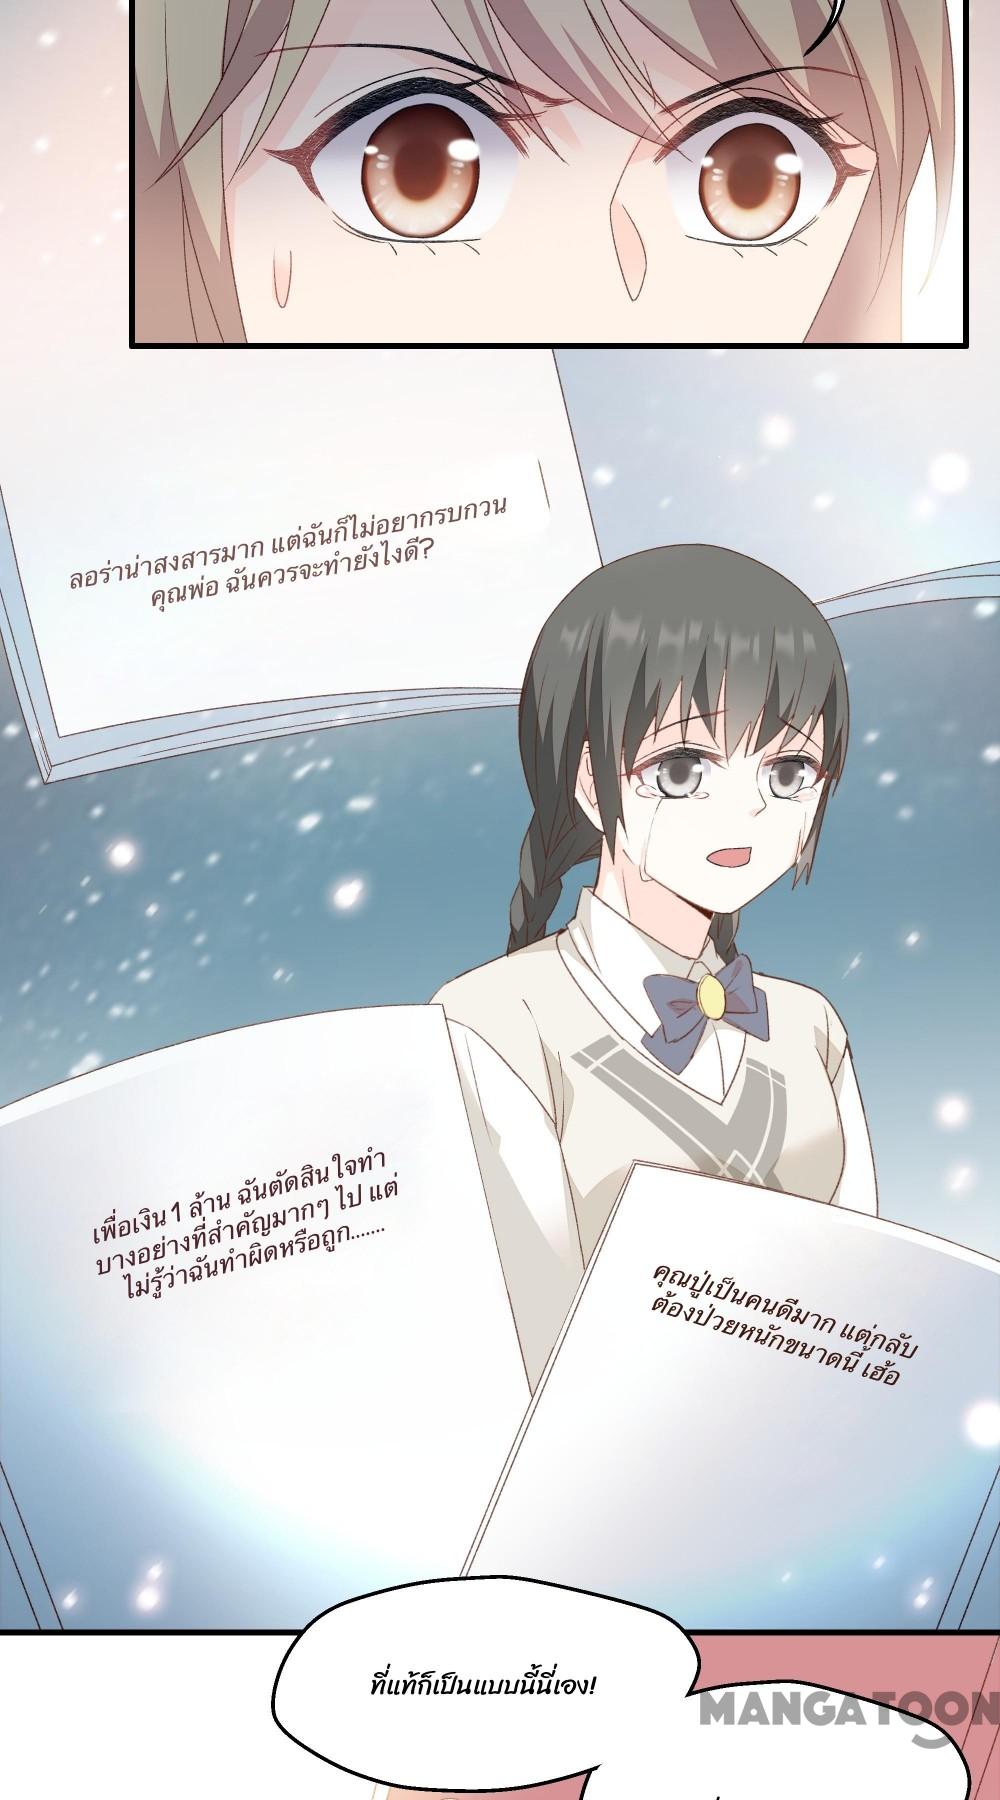 ลอร่าน่าสงสารมาก แต่ฉันก็ไม่อยากรบกวน
คุณพ่อ ฉันควรจะทำยังไงดี?
เพื่อเงิน 1 ล้าน ฉันตัดสินใจทำ
บางอย่างที่สำคัญมากๆ ไป แต่
ไม่รู้ว่าฉันทำผิดหรือถูก.......
คุณปู่เป็นคนดีมาก แต่กลับ
ต้องป่วยหนักขนาดนี้ เฮ้อ
ที่แท้ก็เป็นแบบนี้นี่เอง!
MANGATOON